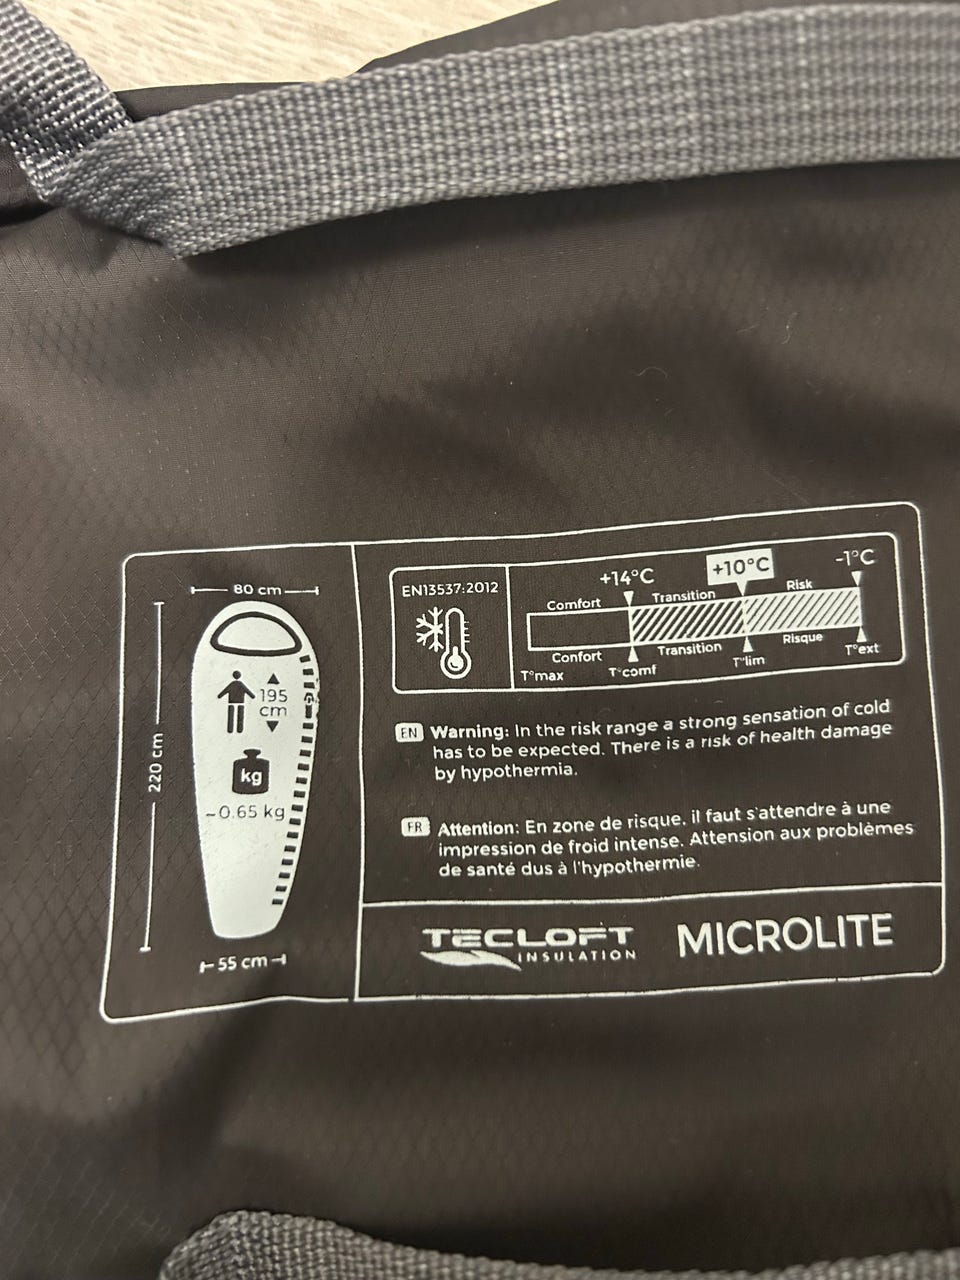 80 cm
220 cm
195
cm
kg
~0.65 kg
55 cm
EN13537:2012
+14°C
+10°C
-1°C
Comfort
Transition
Risk
Confort
Transition
Risque
T°max
T°comf
T°lim
T°ext
EN Warning: In the risk range a strong sensation of cold
has to be expected. There is a risk of health damage
by hypothermia.
FR Attention: En zone de risque, il faut s'attendre à une
impression de froid intense. Attension aux problèmes
de santé dus à l'hypothermie.
TECLOFT
INSULATION
MICROLITE